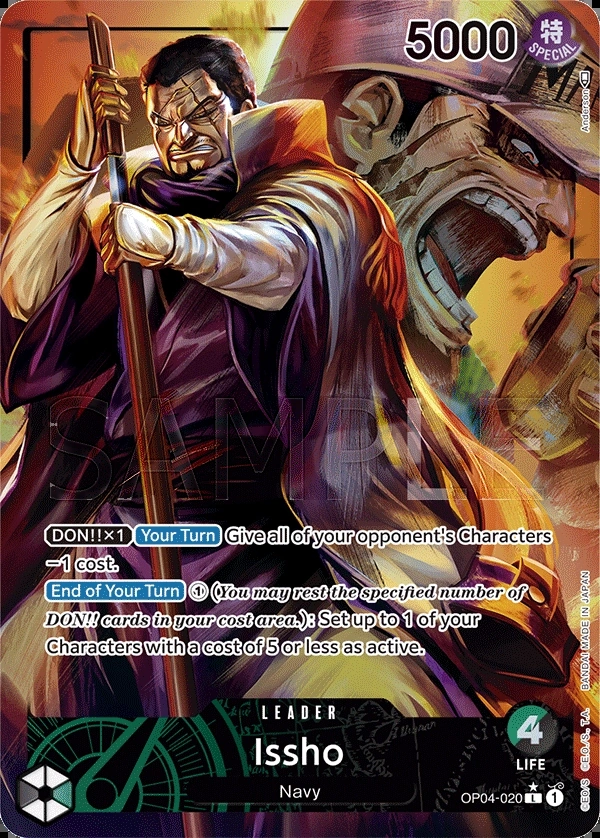 5000
特
SPECIAL
Anderson
SAMPLE
DON!!×1 Your Turn Give all of your opponent's Characters
−1 cost.
End of Your Turn ① (You may rest the specified number of
DON!! cards in your cost area.): Set up to 1 of your
Characters with a cost of 5 or less as active.
©E.O./S. ©E.O./S., T.A. BANDAI MADE IN JAPAN
LEADER
Issho
Navy
4
LIFE
OP04-020 L 1